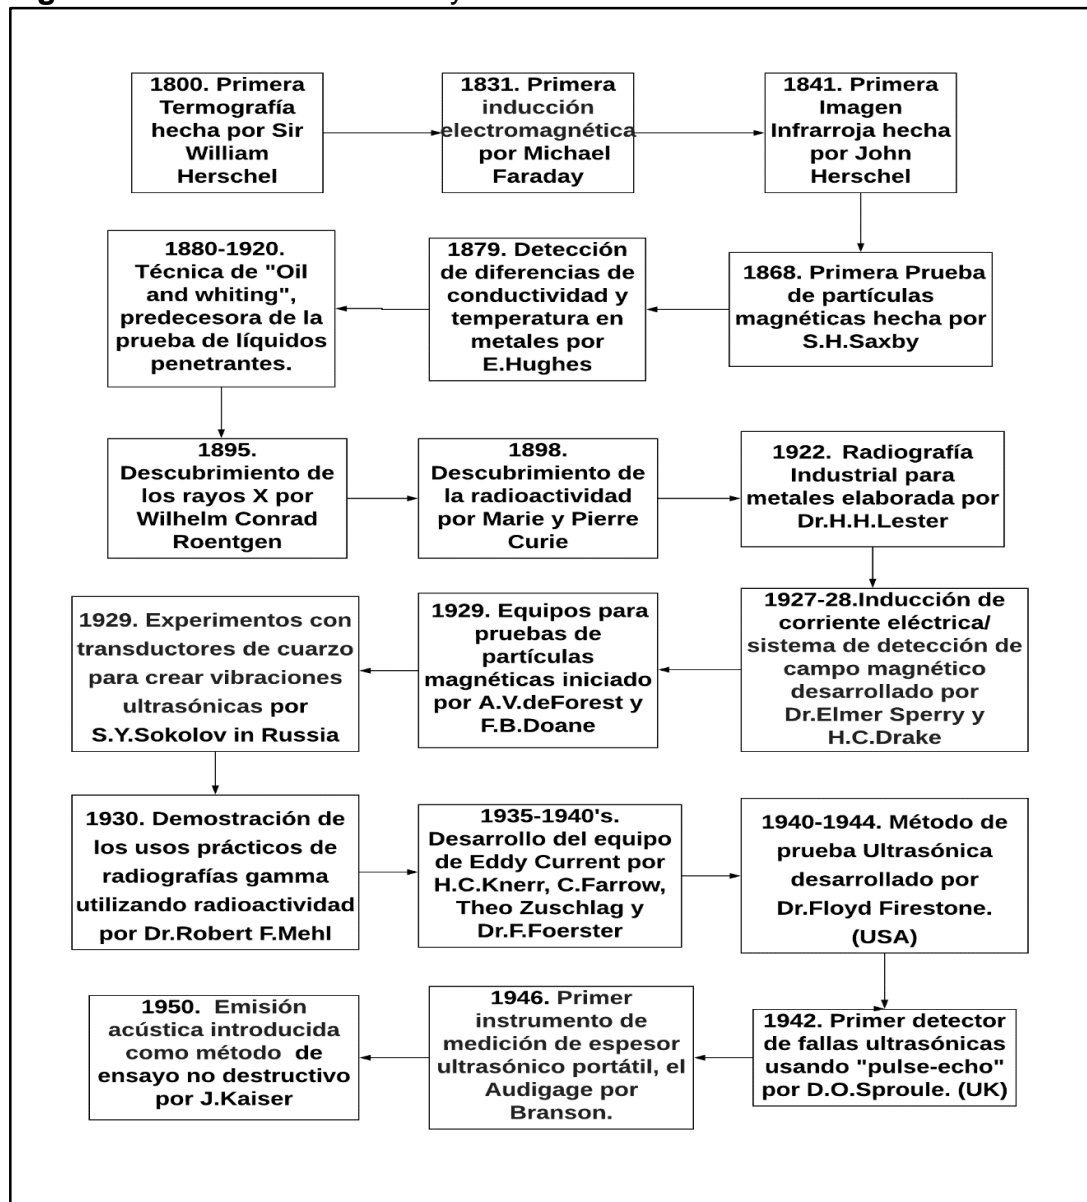 1800. Primera
Termografía
hecha por Sir
William
Herschel
1831. Primera
inducción
electromagnética
por Michael
Faraday
1841. Primera
Imagen
Infrarroja hecha
por John
Herschel
1868. Primera Prueba
de partículas
magnéticas hecha por
S.H.Saxby
1879. Detección
de diferencias de
conductividad y
temperatura en
metales por
E.Hughes
1880-1920.
Técnica de "Oil
and whiting",
predecesora de la
prueba de líquidos
penetrantes.
1895.
Descubrimiento de
los rayos X por
Wilhelm Conrad
Roentgen
1898.
Descubrimiento de
la radioactividad
por Marie y Pierre
Curie
1922. Radiografía
Industrial para
metales elaborada por
Dr.H.H.Lester
1927-28.Inducción de
corriente eléctrica/
sistema de detección de
campo magnético
desarrollado por
Dr.Elmer Sperry y
H.C.Drake
1929. Equipos para
pruebas de
partículas
magnéticas iniciado
por A.V.deForest y
F.B.Doane
1929. Experimentos con
transductores de cuarzo
para crear vibraciones
ultrasónicas por
S.Y.Sokolov in Russia
1930. Demostración de
los usos prácticos de
radiografías gamma
utilizando radioactividad
por Dr.Robert F.Mehl
1935-1940's.
Desarrollo del equipo
de Eddy Current por
H.C.Knerr, C.Farrow,
Theo Zuschlag y
Dr.F.Foerster
1940-1944. Método de
prueba Ultrasónica
desarrollado por
Dr.Floyd Firestone.
(USA)
1942. Primer detector
de fallas ultrasónicas
usando "pulse-echo"
por D.O.Sproule. (UK)
1946. Primer
instrumento de
medición de espesor
ultrasónico portátil, el
Audigage por
Branson.
1950. Emisión
acústica introducida
como método de
ensayo no destructivo
por J.Kaiser